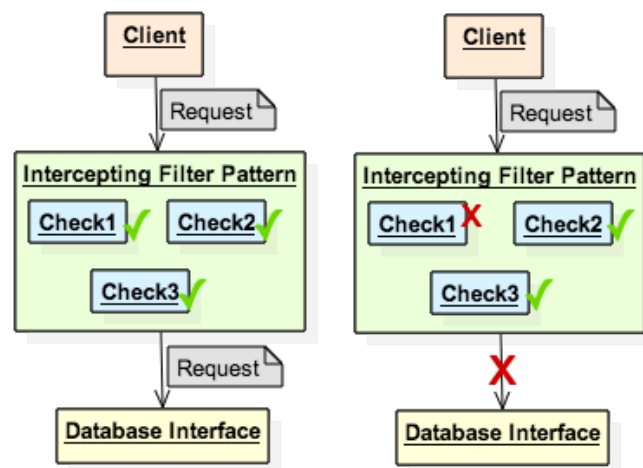 Client
Request
Intercepting Filter Pattern
Check1
Check2
Check3
Request
Database Interface
Client
Request
Intercepting Filter Pattern
Check1
Check2
Check3
Database Interface